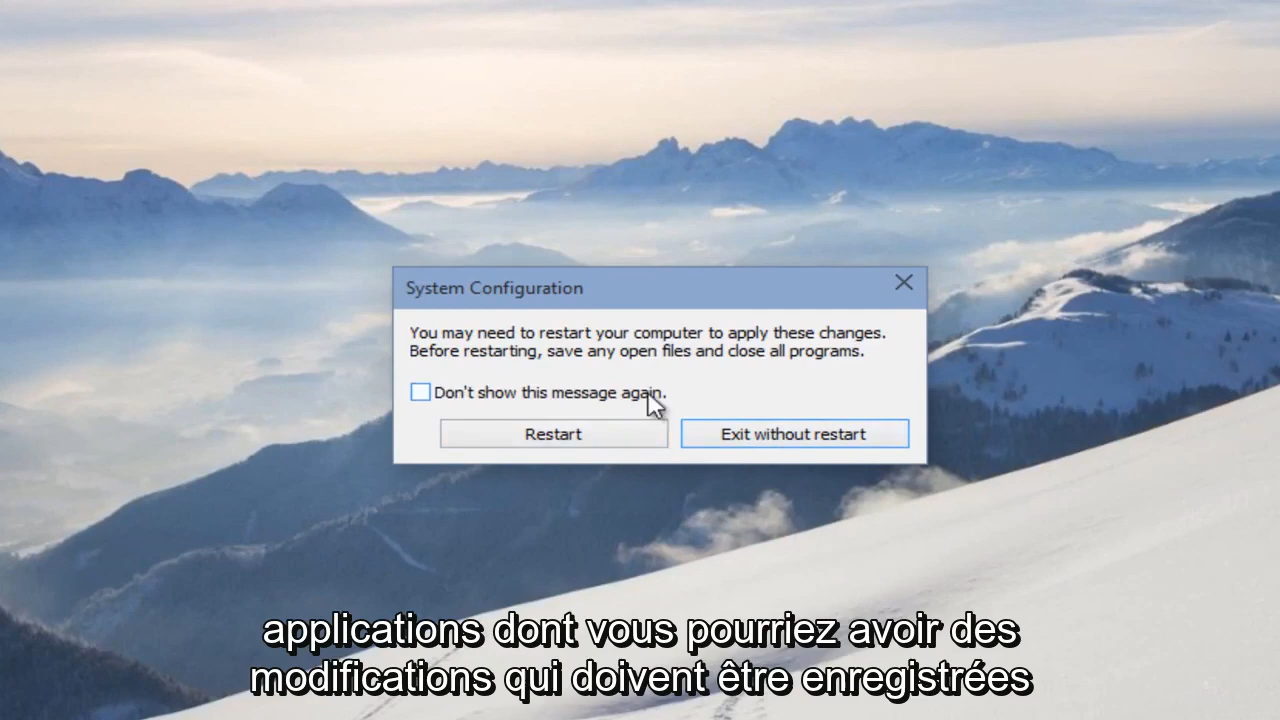 System Configuration
You may need to restart your computer to apply these changes.
Before restarting, save any open files and close all programs.
Don't show this message again.
Restart
Exit without restart
applications dont vous pourriez avoir des
modifications qui doivent être enregistrées